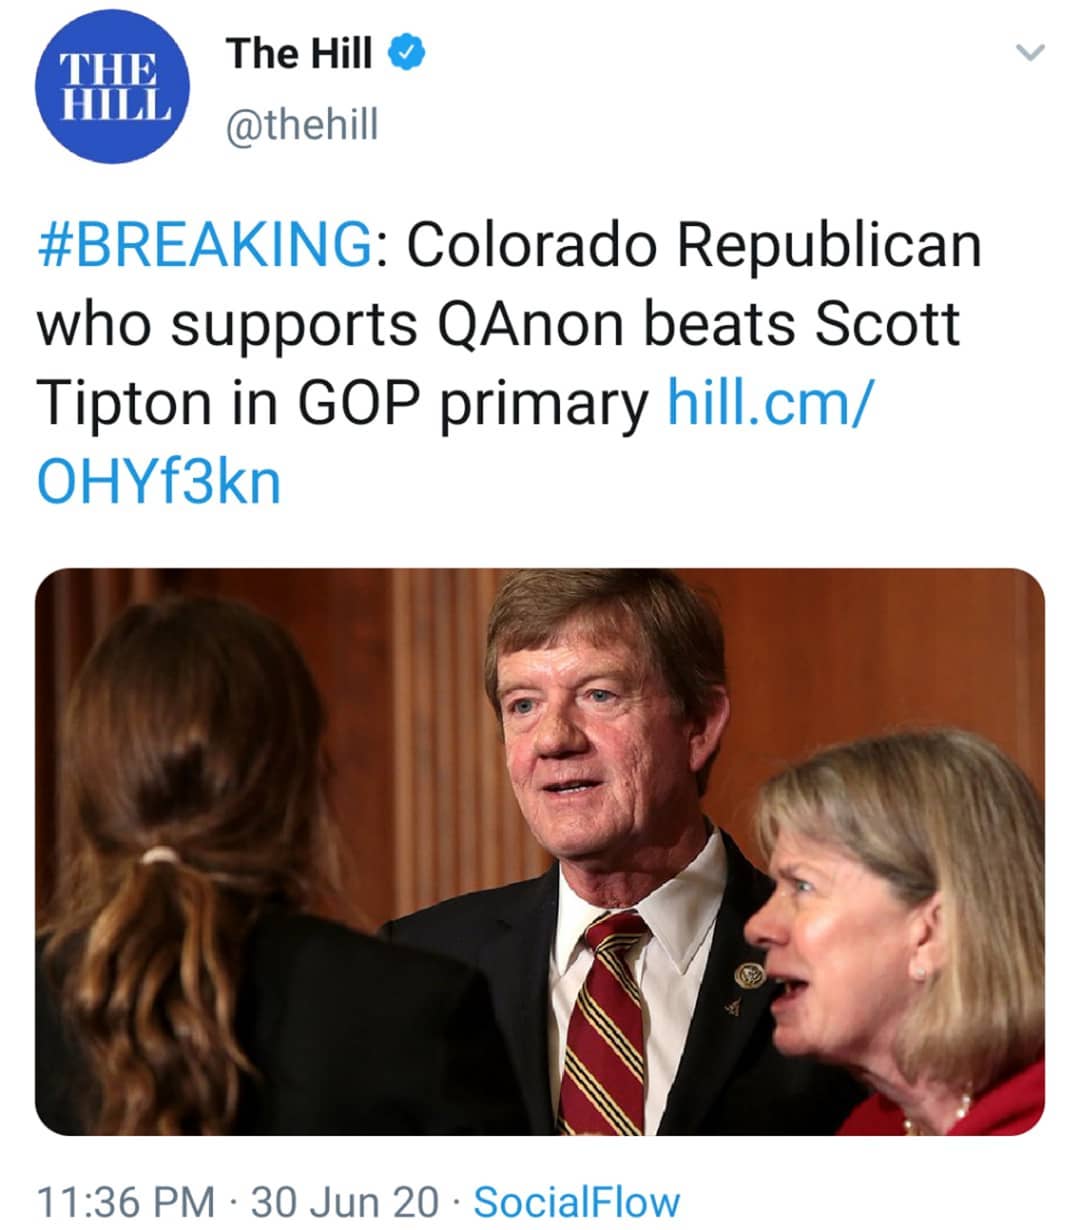 THE
HILL
The Hill
@thehill
#BREAKING: Colorado Republican
who supports QAnon beats Scott
Tipton in GOP primary hill.cm/
OHYf3kn
11:36 PM · 30 Jun 20 · SocialFlow